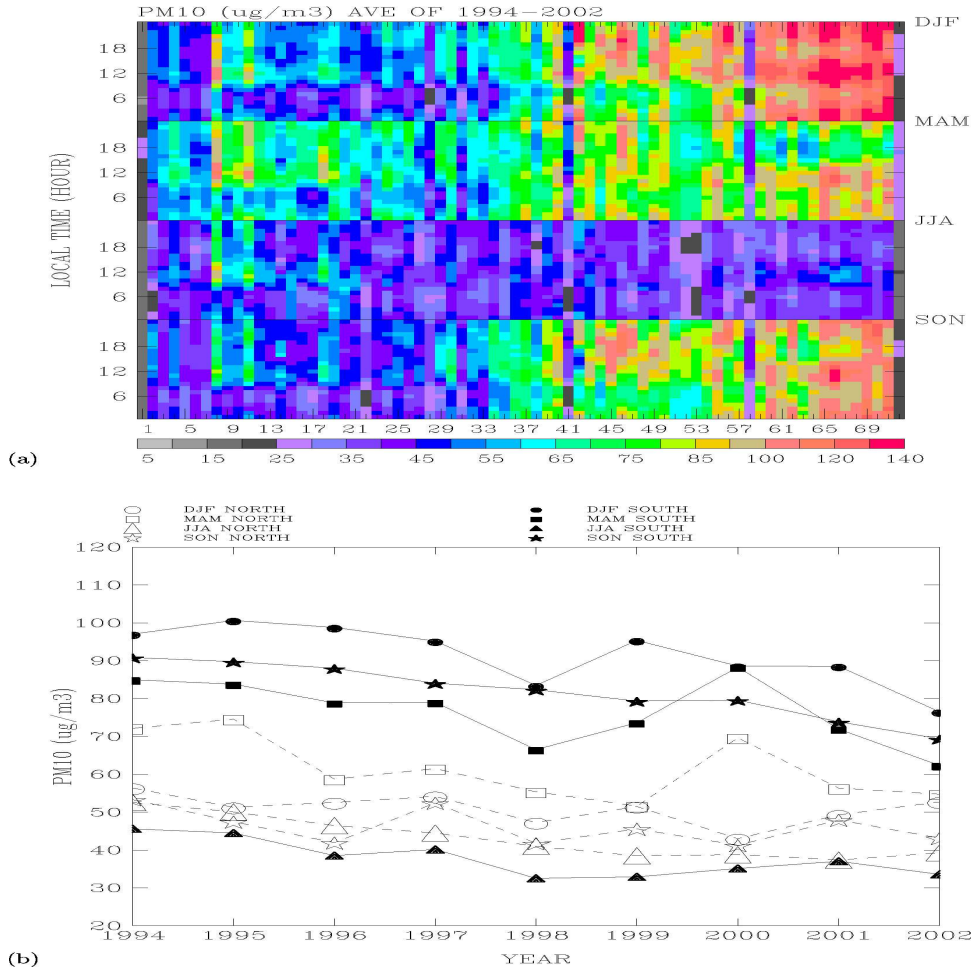 PM10 (ug/m3) AVE OF 1994-2002
DJF
18
12
6
MAM
18
12
6
JJA
18
12
6
SON
18
12
6
LOCAL TIME (HOUR)
1 5 9 13 17 21 25 29 33 37 41 45 49 53 57 61 65 69
5 15 25 35 45 55 65 75 85 100 120 140
(a)
DJF NORTH DJF SOUTH
MAM NORTH MAM SOUTH
JJA NORTH JJA SOUTH
SON NORTH SON SOUTH
120
110
100
90
80
70
60
50
40
30
20
PM10 (ug/m3)
1994 1995 1996 1997 1998 1999 2000 2001 2002
YEAR
(b)